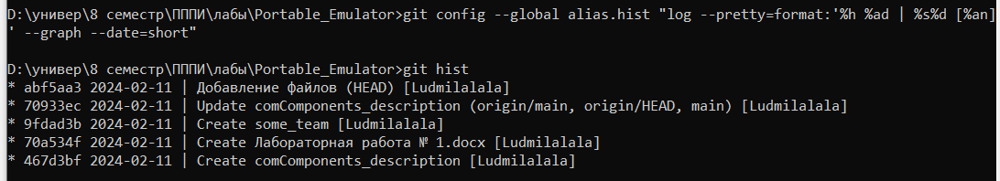 D:\универ\8 семестр\ПППИ\лабы\Portable_Emulator>git config --global alias.hist "log --pretty=format:'%h %ad | %s%d [%an]
' --graph --date=short"
D:\универ\8 семестр\ПППИ\лабы\Portable_Emulator>git hist
* abf5aa3 2024-02-11 | Добавление файлов (HEAD) [Ludmilalala]
* 70933ec 2024-02-11 | Update comComponents_description (origin/main, origin/HEAD, main) [Ludmilalala]
* 9fdad3b 2024-02-11 | Create some_team [Ludmilalala]
* 70a534f 2024-02-11 | Create Лабораторная работа № 1.docx [Ludmilalala]
* 467d3bf 2024-02-11 | Create comComponents_description [Ludmilalala]